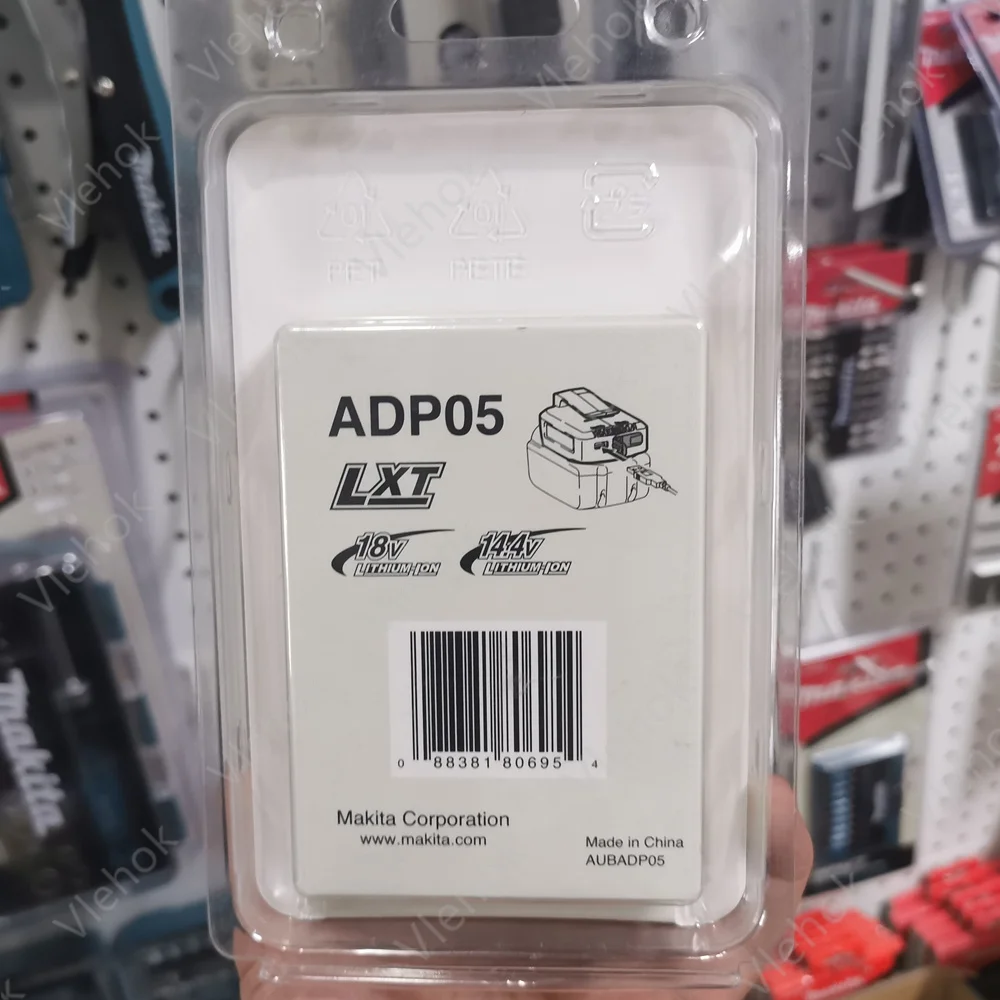 Vlehok
PET
PETE
ADP05
LXT
18V
LITHIUM-ION
14.4V
LITHIUM-ION
0 88381 80695 4
Makita Corporation
www.makita.com
Made in China
AUBADP05
Makita
Makita